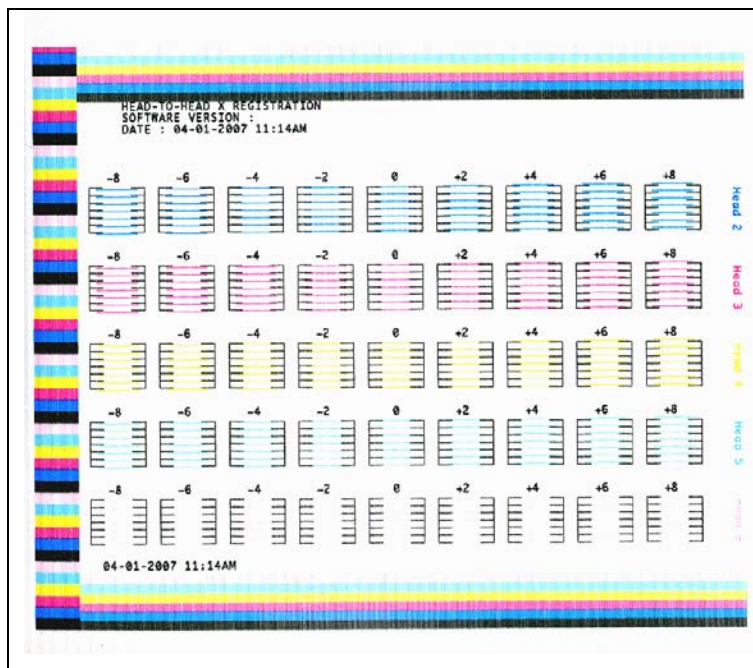 HEAD-TO-HEAD X REGISTRATION
SOFTWARE VERSION :
DATE : 04-01-2007 11:14AM
-8 -6 -4 -2 0 +2 +4 +6 +8
Head 2
-8 -6 -4 -2 0 +2 +4 +6 +8
Head 3
-8 -6 -4 -2 0 +2 +4 +6 +8
Head 4
-8 -6 -4 -2 0 +2 +4 +6 +8
Head 5
-8 -6 -4 -2 0 +2 +4 +6 +8
04-01-2007 11:14AM